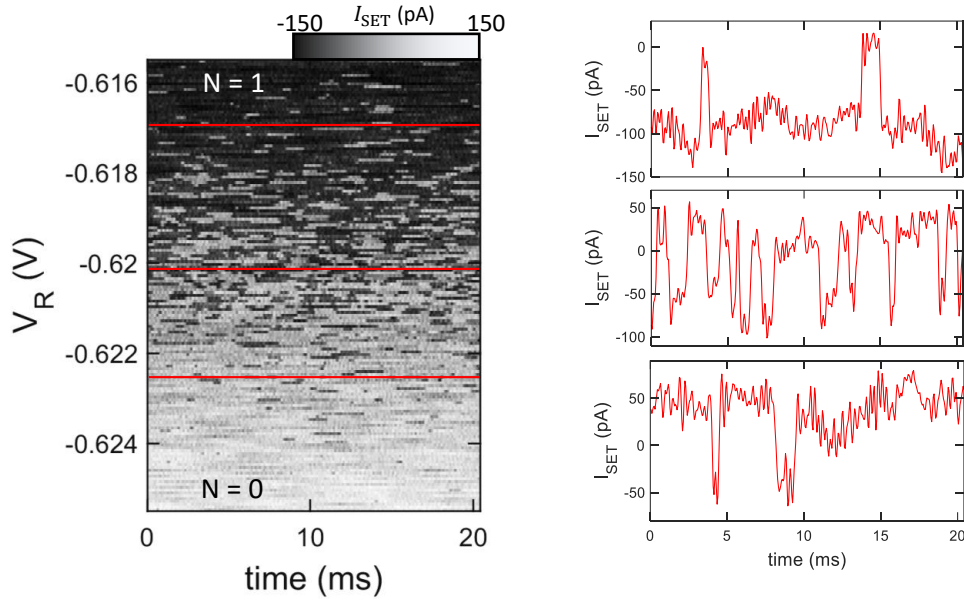 -150 I_SET (pA) 150
N = 1
N = 0
-0.616
-0.618
-0.62
-0.622
-0.624
V_R (V)
0 10 20
time (ms)
0
-50
-100
-150
I_SET (pA)
50
0
-50
-100
I_SET (pA)
50
0
-50
I_SET (pA)
0 5 10 15 20
time (ms)